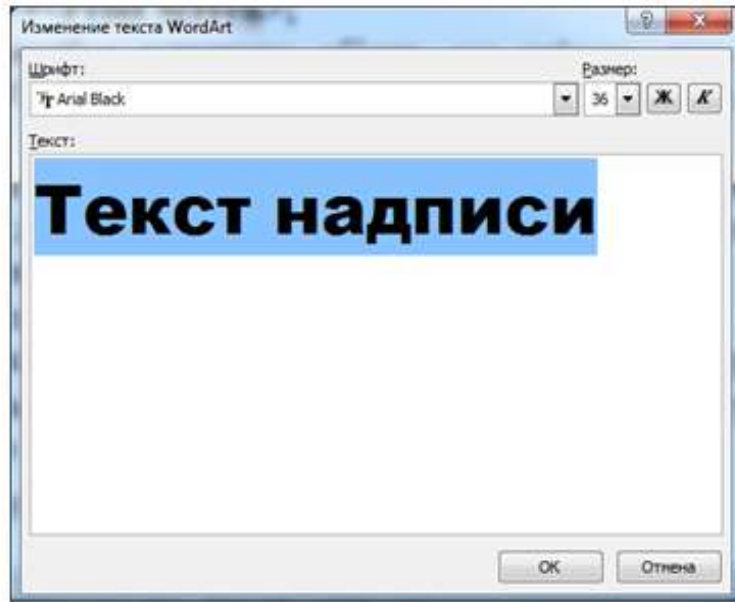 Изменение текста WordArt
Шрифт: Размер:
Arial Black 36 Ж К
Текст:
Текст надписи
ОК Отмена